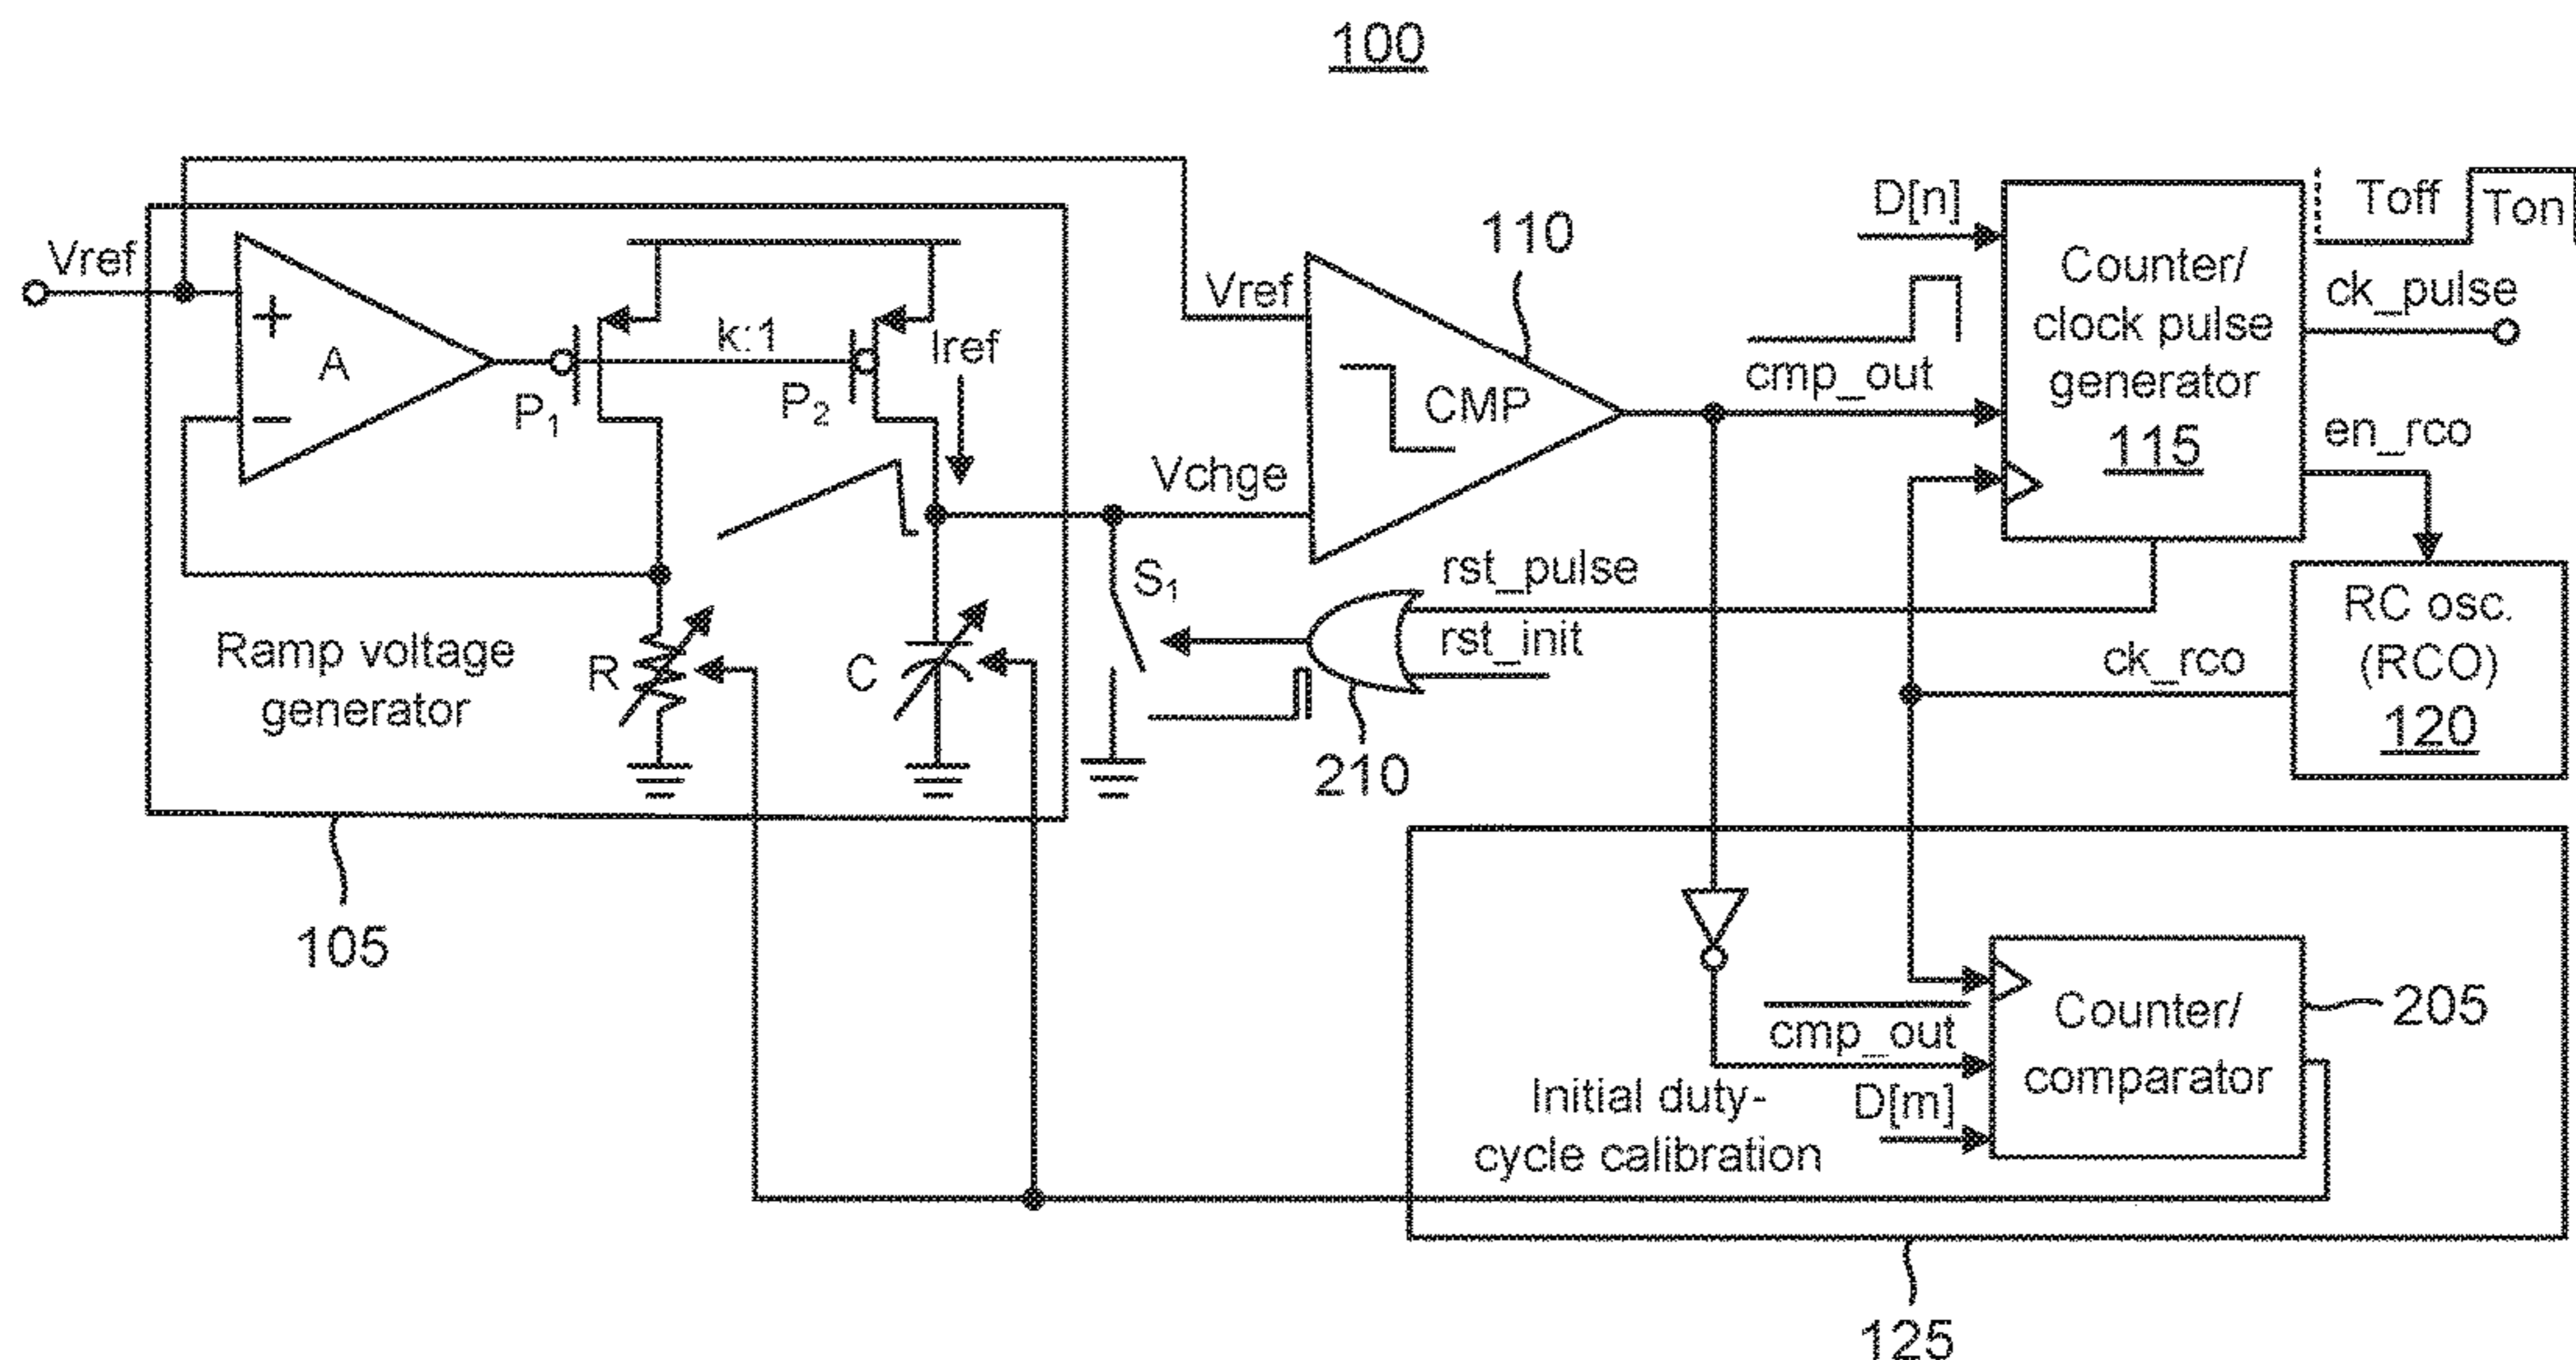 100
Vref
+
A
−
P1
k:1
P2
Iref
Ramp voltage
generator
R
C
105
Vref
Vchge
110
CMP
S1
rst_pulse
rst_init
210
D[n]
cmp_out
Counter/
clock pulse
generator
115
Toff
Ton
ck_pulse
en_rco
RC osc.
(RCO)
120
ck_rco
cmp_out
D[m]
Counter/
comparator
205
Initial duty-
cycle calibration
125